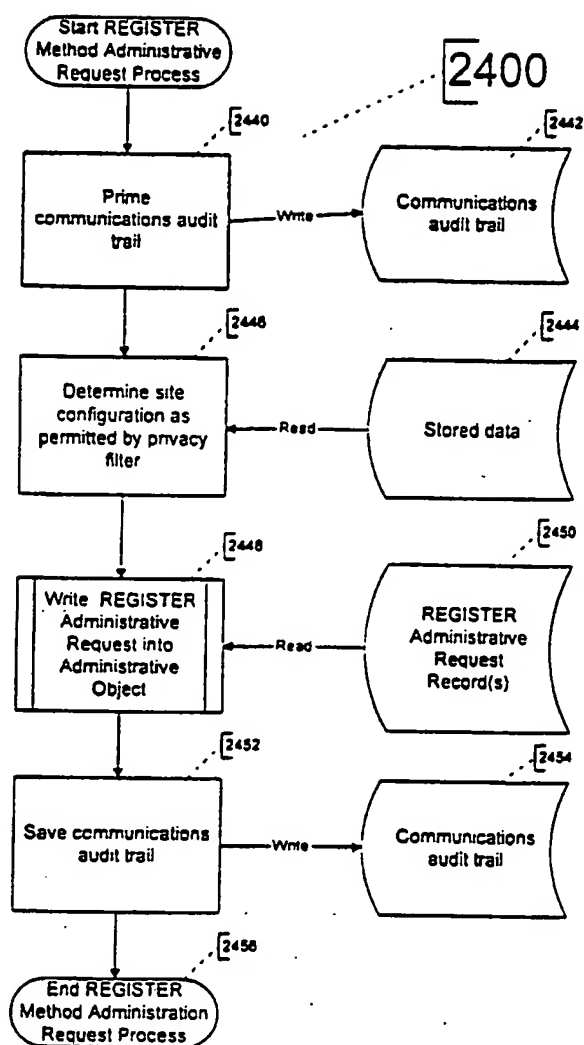 Start REGISTER
Method Administrative
Request Process
2400
2440
Prime
communications audit
trail
Write
2442
Communications
audit trail
2446
Determine site
configuration as
permitted by privacy
filter
Read
2444
Stored data
2448
Write REGISTER
Administrative
Request into
Administrative
Object
Read
2450
REGISTER
Administrative
Request
Record(s)
2452
Save communications
audit trail
Write
2454
Communications
audit trail
2456
End REGISTER
Method Administration
Request Process